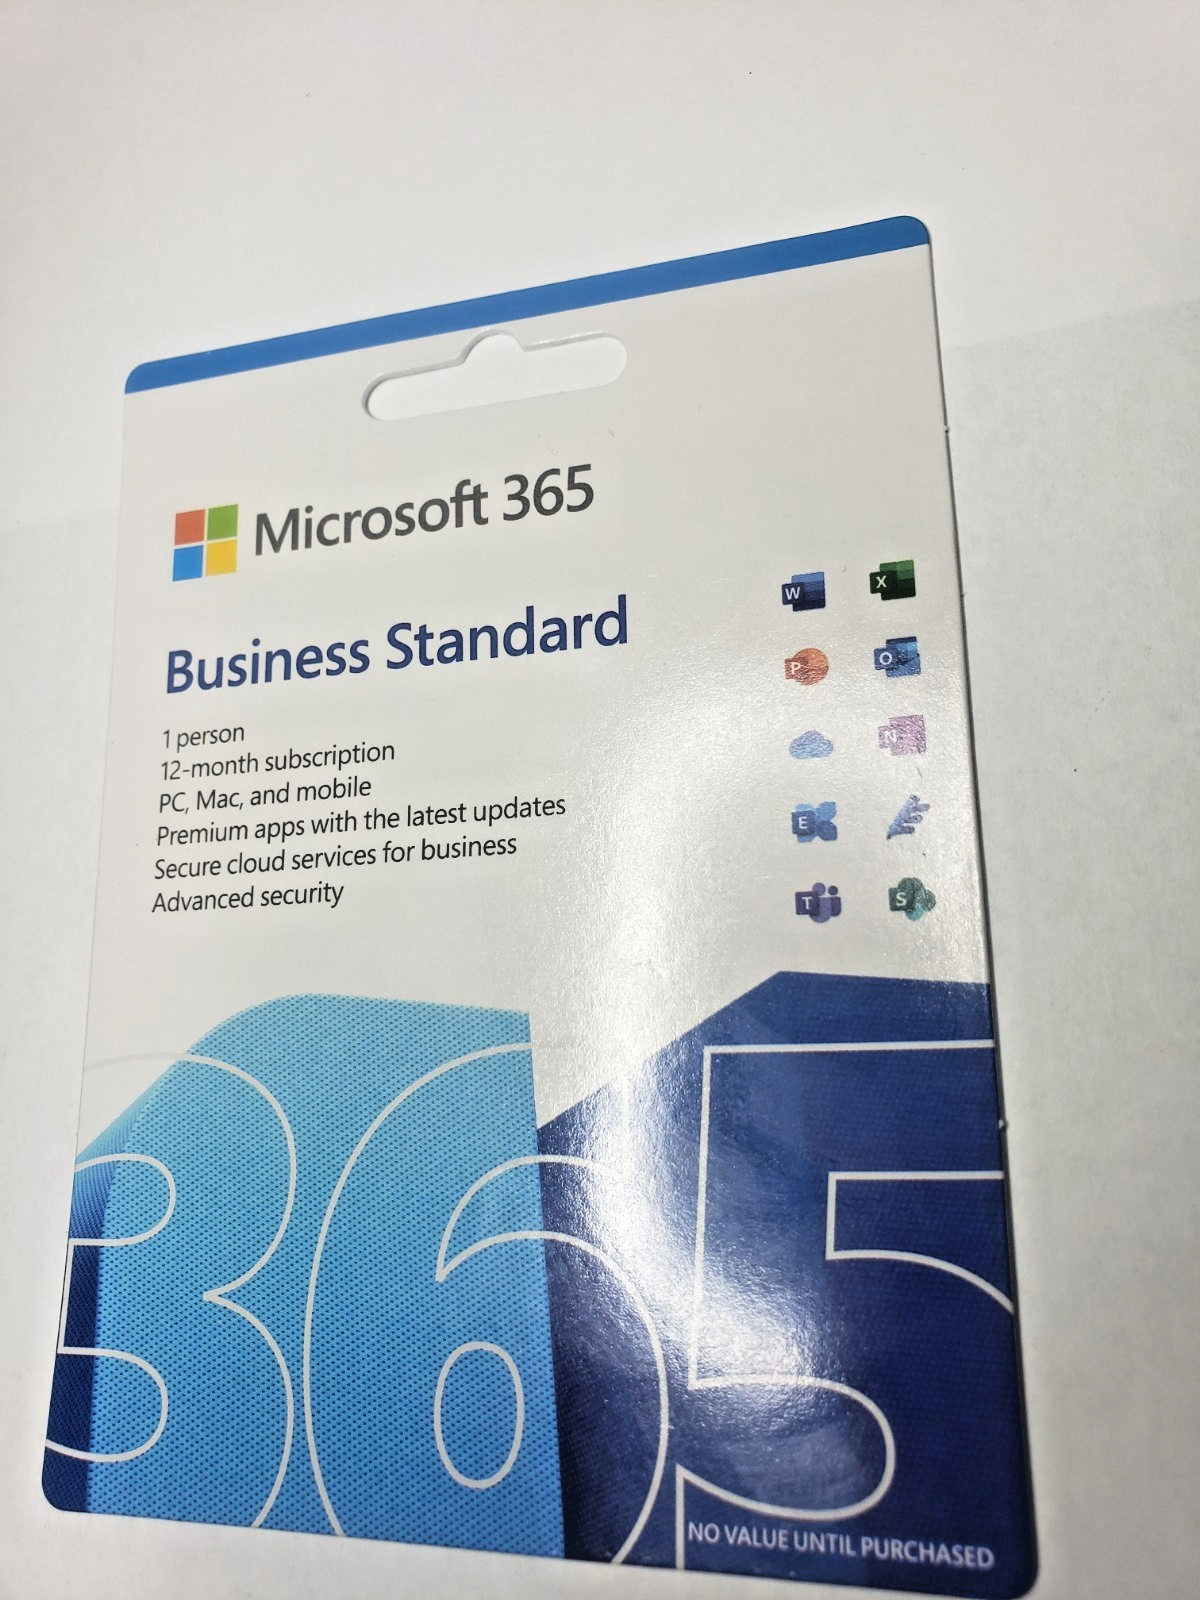 Microsoft 365
Business Standard
1 person
12-month subscription
PC, Mac, and mobile
Premium apps with the latest updates
Secure cloud services for business
Advanced security
W X
P O
N
E
T S
365
NO VALUE UNTIL PURCHASED